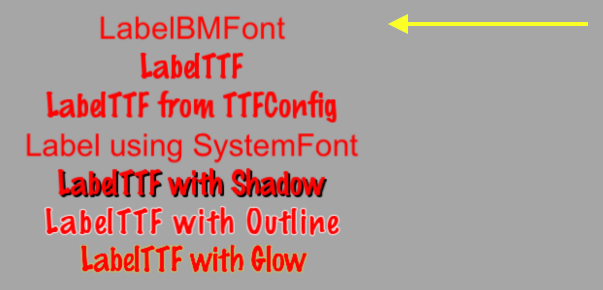 LabelBMFont
LabelTTF
LabelTTF from TTFConfig
Label using SystemFont
LabelTTF with Shadow
LabelTTF with Outline
LabelTTF with Glow